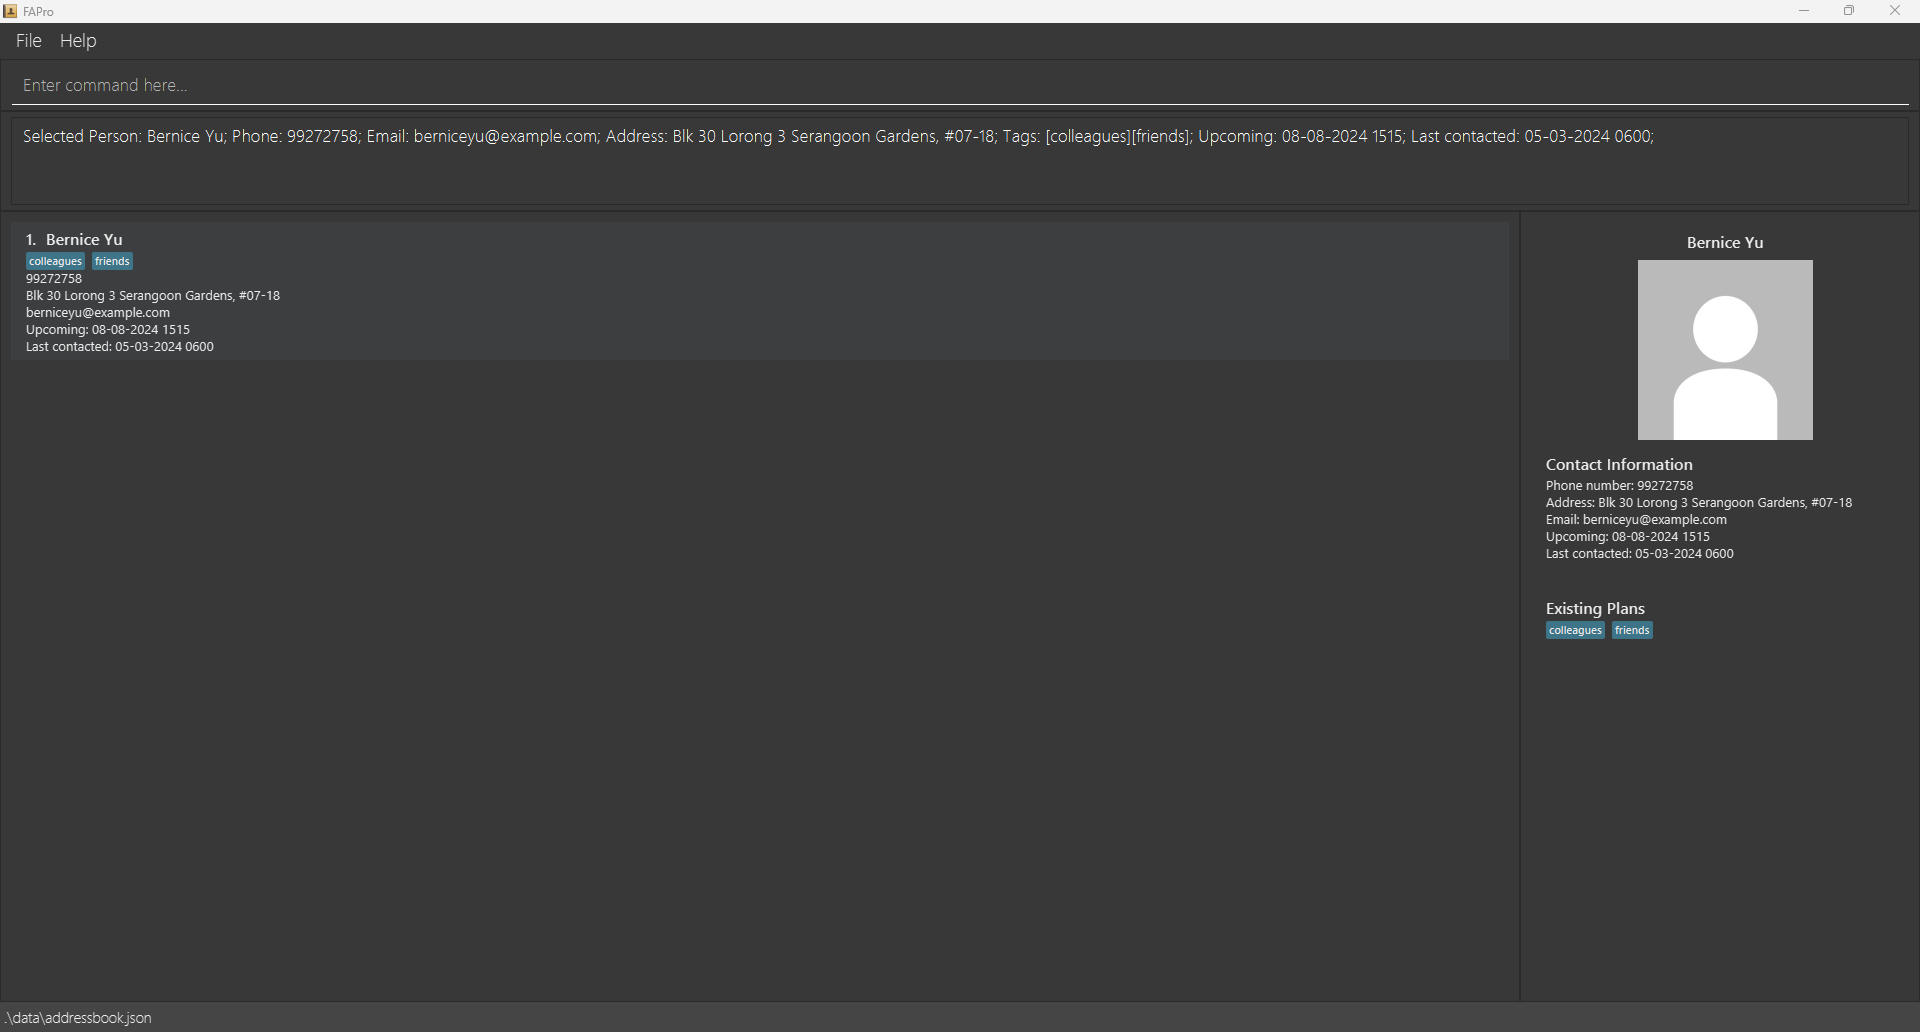 FAPro
File Help
Enter command here...
Selected Person: Bernice Yu; Phone: 99272758; Email: berniceyu@example.com; Address: Blk 30 Lorong 3 Serangoon Gardens, #07-18; Tags: [colleagues][friends]; Upcoming: 08-08-2024 1515; Last contacted: 05-03-2024 0600;
1. Bernice Yu
colleagues friends
99272758
Blk 30 Lorong 3 Serangoon Gardens, #07-18
berniceyu@example.com
Upcoming: 08-08-2024 1515
Last contacted: 05-03-2024 0600
Bernice Yu
Contact Information
Phone number: 99272758
Address: Blk 30 Lorong 3 Serangoon Gardens, #07-18
Email: berniceyu@example.com
Upcoming: 08-08-2024 1515
Last contacted: 05-03-2024 0600
Existing Plans
colleagues friends
.\data\addressbook.json